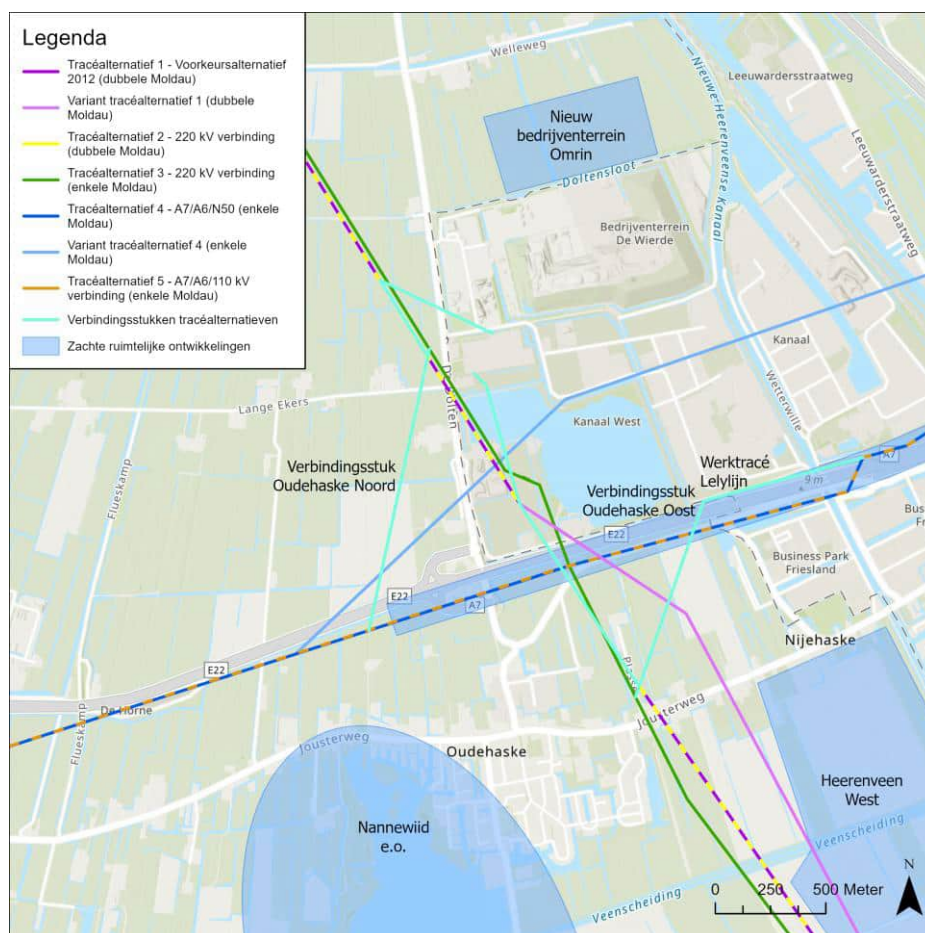 Legenda
Tracéalternatief 1 - Voorkeursalternatief
2012 (dubbele Moldau)
Variant tracéalternatief 1 (dubbele
Moldau)
Tracéalternatief 2 - 220 kV verbinding
(dubbele Moldau)
Tracéalternatief 3 - 220 kV verbinding
(enkele Moldau)
Tracéalternatief 4 - A7/A6/N50 (enkele
Moldau)
Variant tracéalternatief 4 (enkele
Moldau)
Tracéalternatief 5 - A7/A6/110 kV
verbinding (enkele Moldau)
Verbindingsstukken tracéalternatieven
Zachte ruimtelijke ontwikkelingen
Welleweg
Nieuwe-Heerenveense Kanaal
Leeuwardersstraatweg
Leeuwarderstraatweg
Nieuw
bedrijventerrein
Omrin
Doltensloot
Bedrijventerrein
De Wierde
Kanaal
Wetterwille
Lange Ekers
Kanaal West
Flueskamp
Verbindingsstuk
Oudehaske Noord
Werktracé
Lelylijn
A7
9 m
Verbindingsstuk
Oudehaske Oost
E22
Business Park
Friesland
E22
A7
Nijehaske
E22
De Horne
Flueskamp
Jousterweg
Jousterweg
Oudehaske
Heerenveen
West
Nannewiid
e.o.
Veenscheiding
Veenscheiding
N
0 250 500 Meter